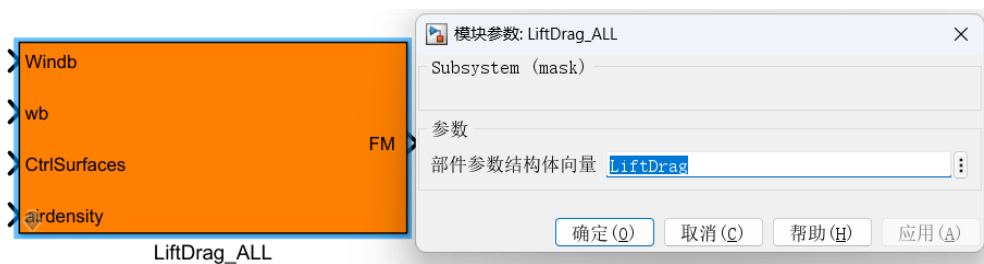 Windb
wb
CtrlSurfaces
airdensity
FM
LiftDrag_ALL
模块参数: LiftDrag_ALL
Subsystem (mask)
参数
部件参数结构体向量 LiftDrag
确定(O) 取消(C) 帮助(H) 应用(A)